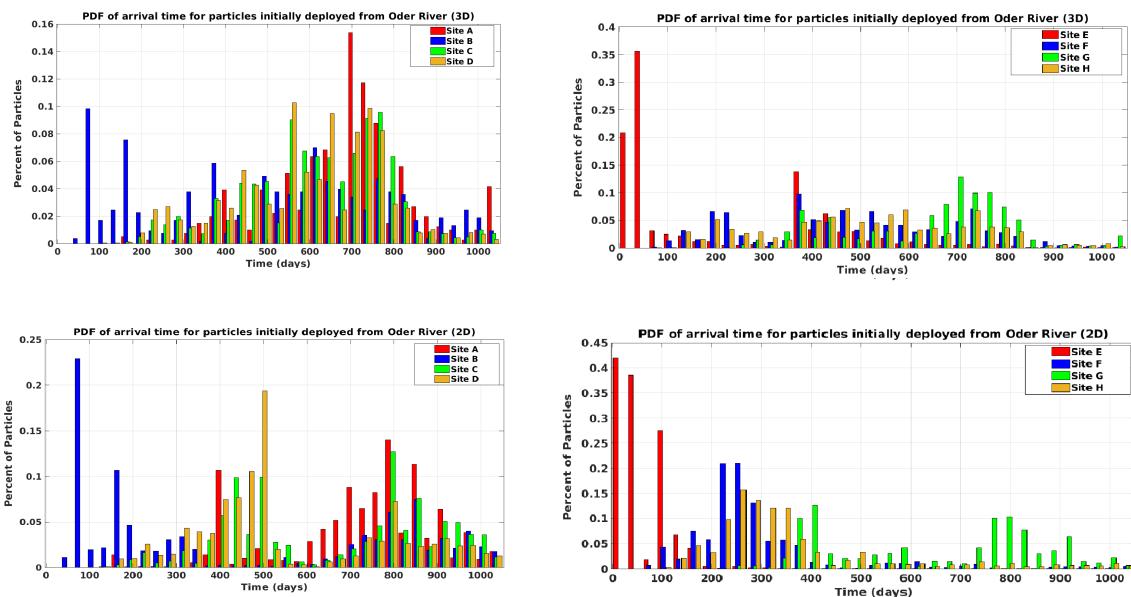 PDF of arrival time for particles initially deployed from Oder River (3D)
0.16
0.14
0.12
0.1
0.08
0.06
0.04
0.02
0
Percent of Particles
Site A
Site B
Site C
Site D
100 200 300 400 500 600 700 800 900 1000
Time (days)
PDF of arrival time for particles initially deployed from Oder River (3D)
0.4
0.35
0.3
0.25
0.2
0.15
0.1
0.05
0
Percent of Particles
Site E
Site F
Site G
Site H
0 100 200 300 400 500 600 700 800 900 1000
Time (days)
PDF of arrival time for particles initially deployed from Oder River (2D)
0.25
0.2
0.15
0.1
0.05
0
Percent of Particles
Site A
Site B
Site C
Site D
0 100 200 300 400 500 600 700 800 900 1000
Time (days)
PDF of arrival time for particles initially deployed from Oder River (2D)
0.45
0.4
0.35
0.3
0.25
0.2
0.15
0.1
0.05
0
Percent of Particles
Site E
Site F
Site G
Site H
0 100 200 300 400 500 600 700 800 900 1000
Time (days)